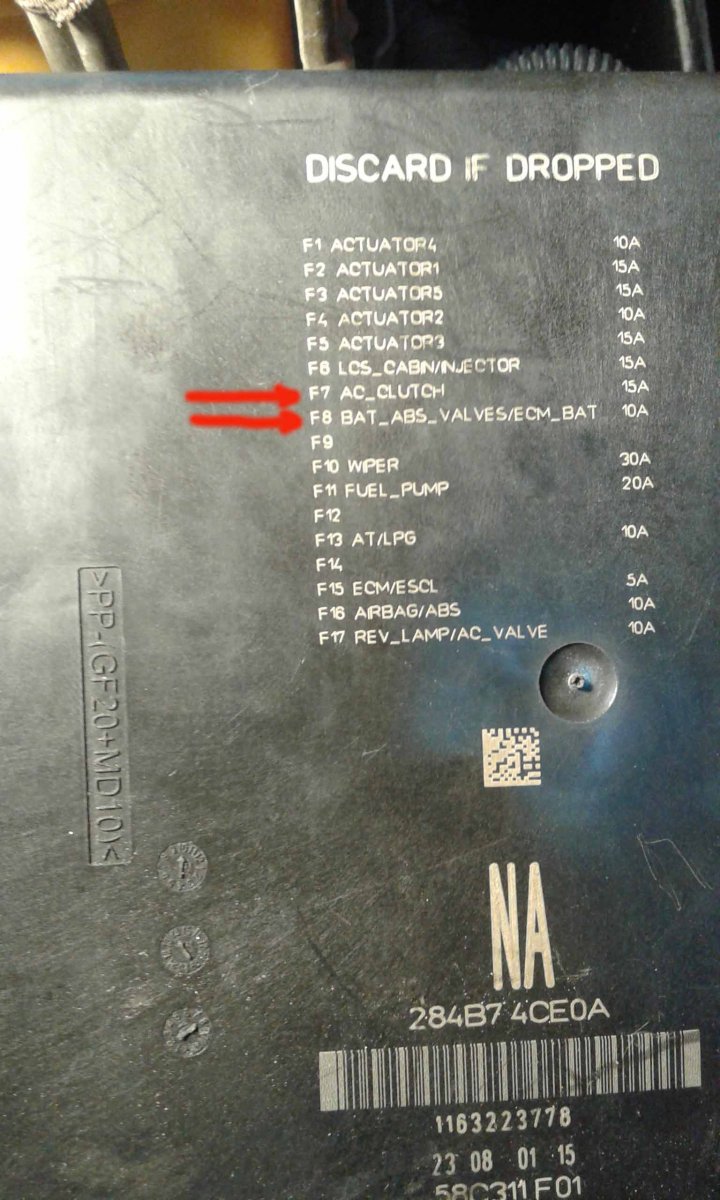 DISCARD IF DROPPED
F1 ACTUATOR4 10A
F2 ACTUATOR1 15A
F3 ACTUATOR5 15A
F4 ACTUATOR2 10A
F5 ACTUATOR3 15A
F6 LCS_CABIN/INJECTOR 15A
F7 AC_CLUTCH 15A
F8 BAT_ABS_VALVES/ECM_BAT 10A
F9
F10 WIPER 30A
F11 FUEL_PUMP 20A
F12
F13 AT/LPG 10A
F14
F15 ECM/ESCL 5A
F16 AIRBAG/ABS 10A
F17 REV_LAMP/AC_VALVE 10A
>PP-(GF20+MD10)<
NA
284B7 4CE0A
1163223778
23 08 01 15
58C311E01